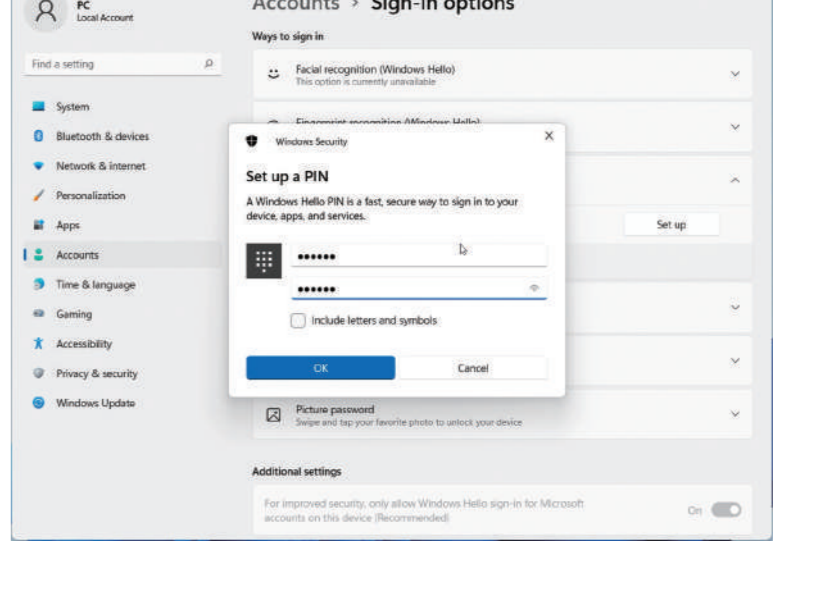 PC
Local Account
Accounts > Sign-in options
Find a setting
System
Bluetooth & devices
Network & internet
Personalization
Apps
Accounts
Time & language
Gaming
Accessibility
Privacy & security
Windows Update
Ways to sign in
Facial recognition (Windows Hello)
This option is currently unavailable
Fingerprint recognition (Windows Hello)
Windows Security
Set up a PIN
A Windows Hello PIN is a fast, secure way to sign in to your
device, apps, and services.
••••••
••••••
Include letters and symbols
OK
Cancel
Set up
Picture password
Swipe and tap your favorite photo to unlock your device
Additional settings
For improved security, only allow Windows Hello sign-in for Microsoft
accounts on this device (Recommended)
On